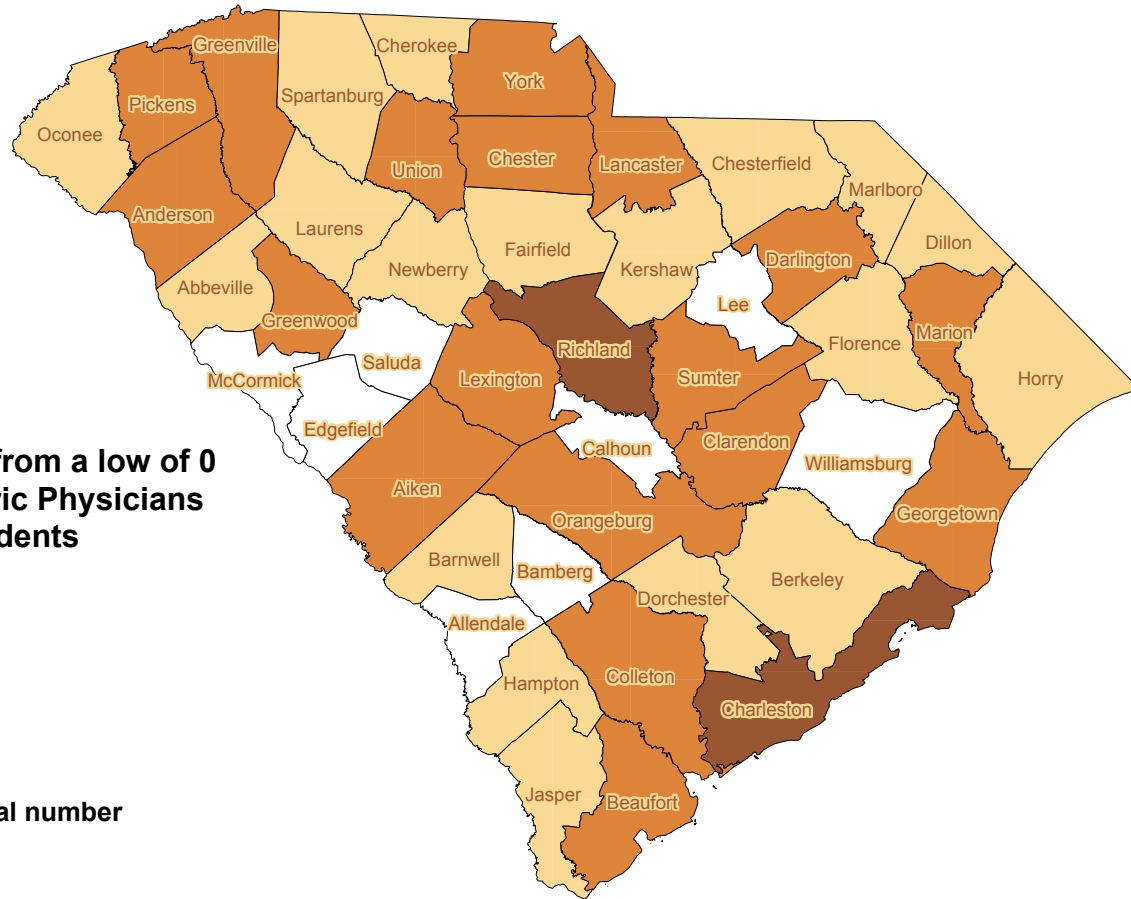 Greenville
Cherokee
York
Spartanburg
Pickens
Oconee
Union
Chester
Lancaster
Chesterfield
Marlboro
Anderson
Laurens
Fairfield
Dillon
Newberry
Kershaw
Darlington
Abbeville
Lee
Greenwood
Richland
Marion
Florence
Saluda
McCormick
Lexington
Sumter
Horry
Edgefield
Calhoun
Clarendon
Williamsburg
from a low of 0
ric Physicians
dents
Aiken
Orangeburg
Georgetown
Barnwell
Bamberg
Berkeley
Dorchester
Allendale
Hampton
Colleton
Charleston
Jasper
Beaufort
al number